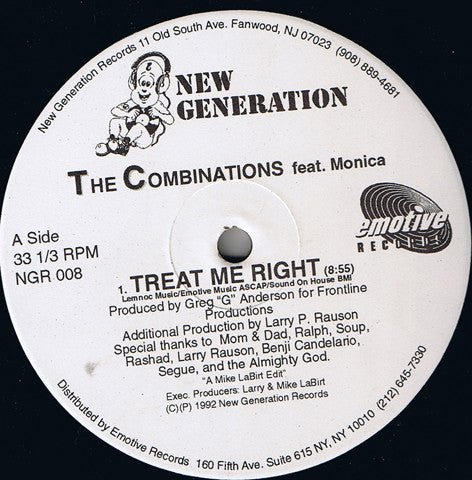 New Generation Records 11 Old South Ave. Fanwood, NJ 07023 (908) 889-4681
NEW
GENERATION
THE COMBINATIONS feat. Monica
emotive
RECORDS
A Side
33 1/3 RPM
NGR 008
1. TREAT ME RIGHT (8:55)
Lemnoc Music/Emotive Music ASCAP/Sound On House BMI
Produced by Greg "G" Anderson for Frontline
Productions
Additional Production by Larry P. Rauson
Special thanks to Mom & Dad, Ralph, Soup,
Rashad, Larry Rauson, Benji Candelario,
Segue, and the Almighty God.
"A Mike LaBirt Edit"
Exec. Producers: Larry & Mike LaBirt
(C)(P) 1992 New Generation Records
Distributed by Emotive Records 160 Fifth Ave. Suite 615 NY, NY 10010 (212) 645-7330